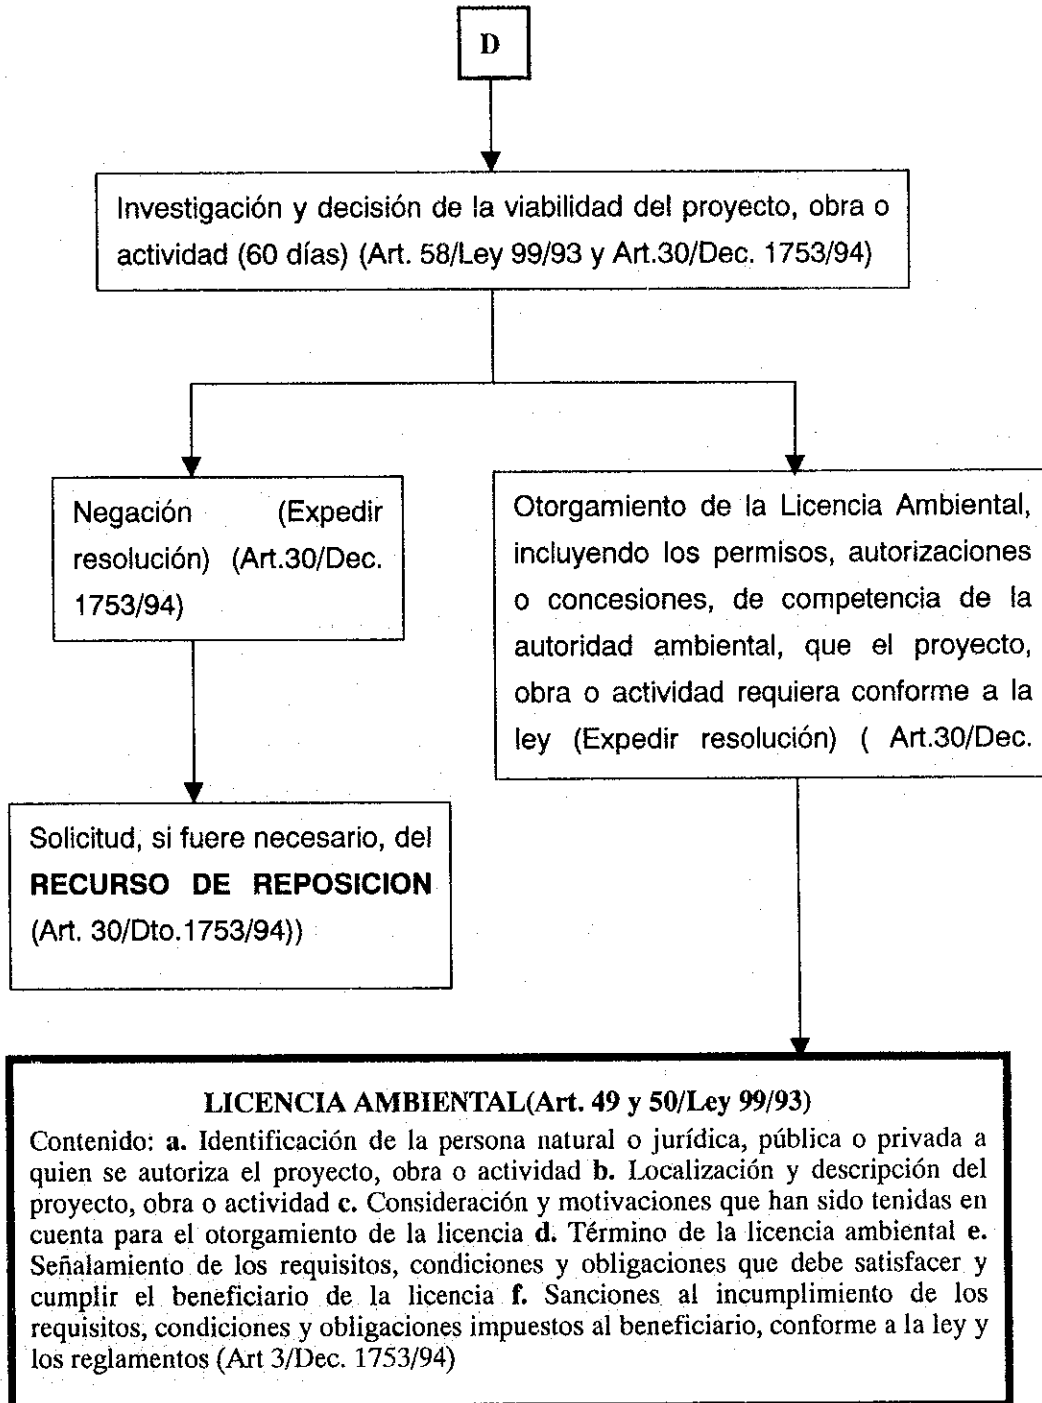 D
Investigación y decisión de la viabilidad del proyecto, obra o
actividad (60 días) (Art. 58/Ley 99/93 y Art.30/Dec. 1753/94)
Negación (Expedir
resolución) (Art.30/Dec.
1753/94)
Otorgamiento de la Licencia Ambiental,
incluyendo los permisos, autorizaciones
o concesiones, de competencia de la
autoridad ambiental, que el proyecto,
obra o actividad requiera conforme a la
ley (Expedir resolución) ( Art.30/Dec.
Solicitud, si fuere necesario, del
RECURSO DE REPOSICION
(Art. 30/Dto.1753/94))
LICENCIA AMBIENTAL(Art. 49 y 50/Ley 99/93)
Contenido: a. Identificación de la persona natural o jurídica, pública o privada a
quien se autoriza el proyecto, obra o actividad b. Localización y descripción del
proyecto, obra o actividad c. Consideración y motivaciones que han sido tenidas en
cuenta para el otorgamiento de la licencia d. Término de la licencia ambiental e.
Señalamiento de los requisitos, condiciones y obligaciones que debe satisfacer y
cumplir el beneficiario de la licencia f. Sanciones al incumplimiento de los
requisitos, condiciones y obligaciones impuestos al beneficiario, conforme a la ley y
los reglamentos (Art 3/Dec. 1753/94)